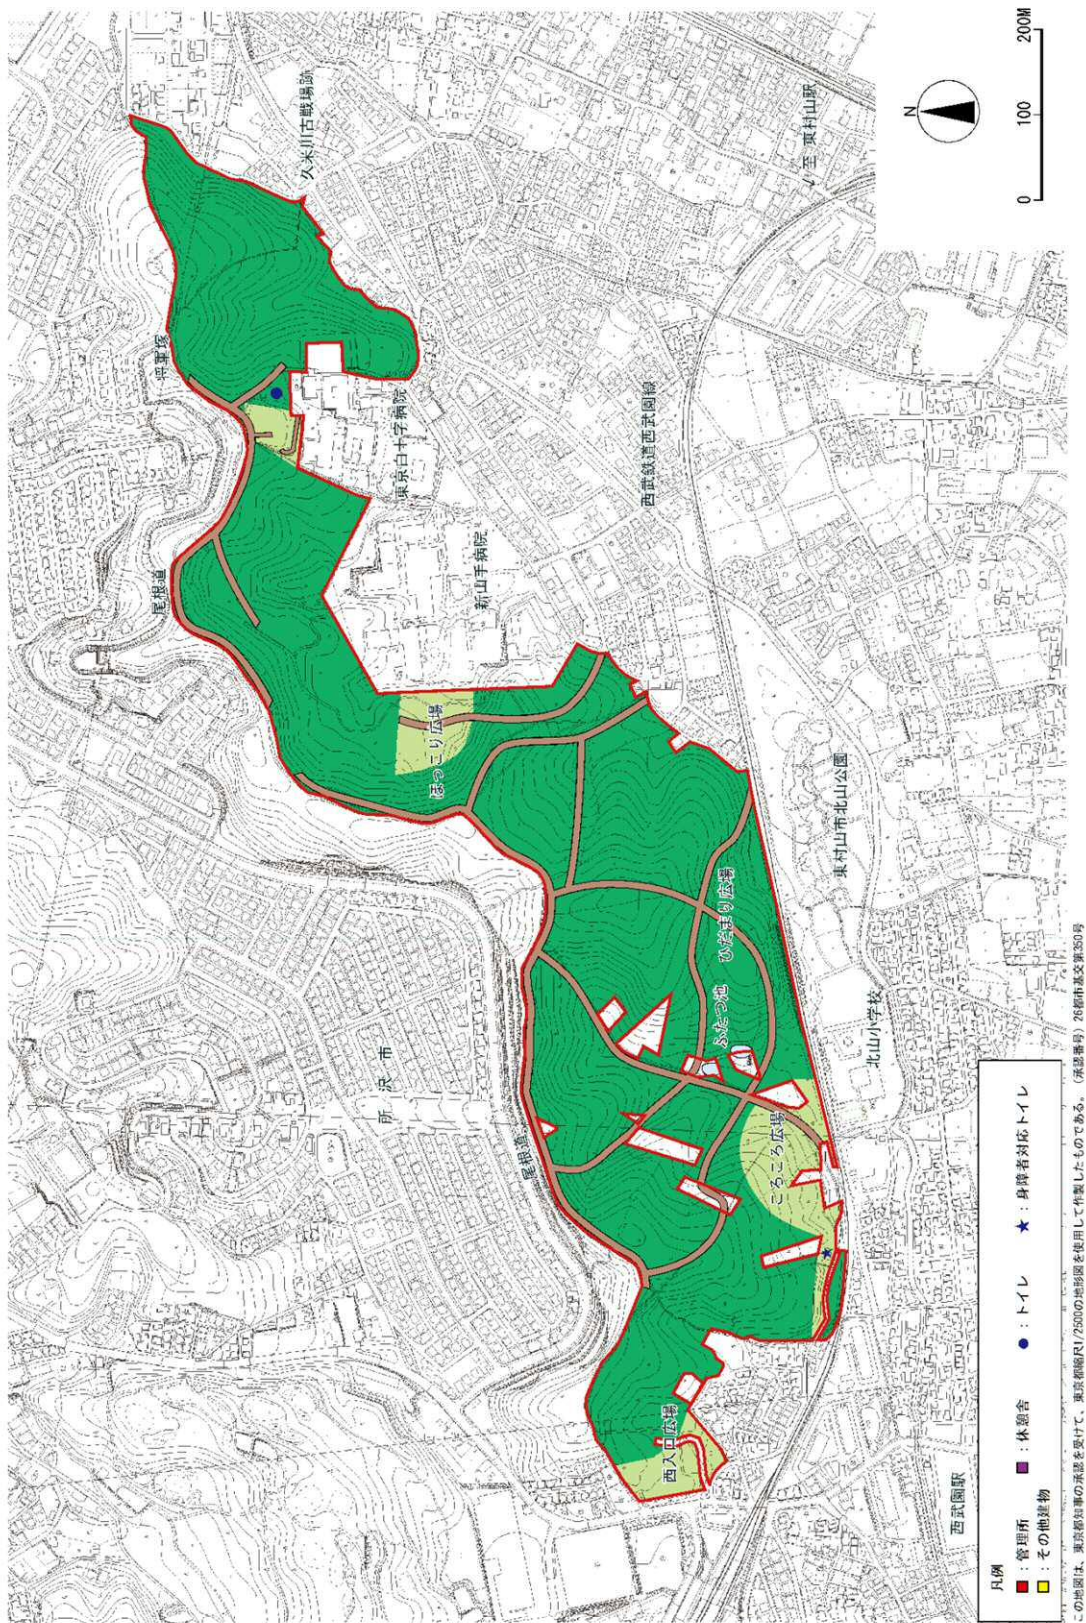 久米川古戦場跡
至 東村山駅
将軍塚
東京白十字病院
西武鉄道西武園線
尾根道
新山手病院
ほっこり広場
東村山市北山公園
所 沢 市
ひだまり広場
ふたつ池
北山小学校
尾根道
ころころ広場
西入口広場
西武園駅
N
0 100 200M
凡例
：管理所 ：休憩舎 ：トイレ ：身障者対応トイレ
：その他建物
の地図は、東京都知事の承認を受けて、東京都縮尺1/2500の地形図を使用して作製したものである。（承認番号）26都市基交第350号